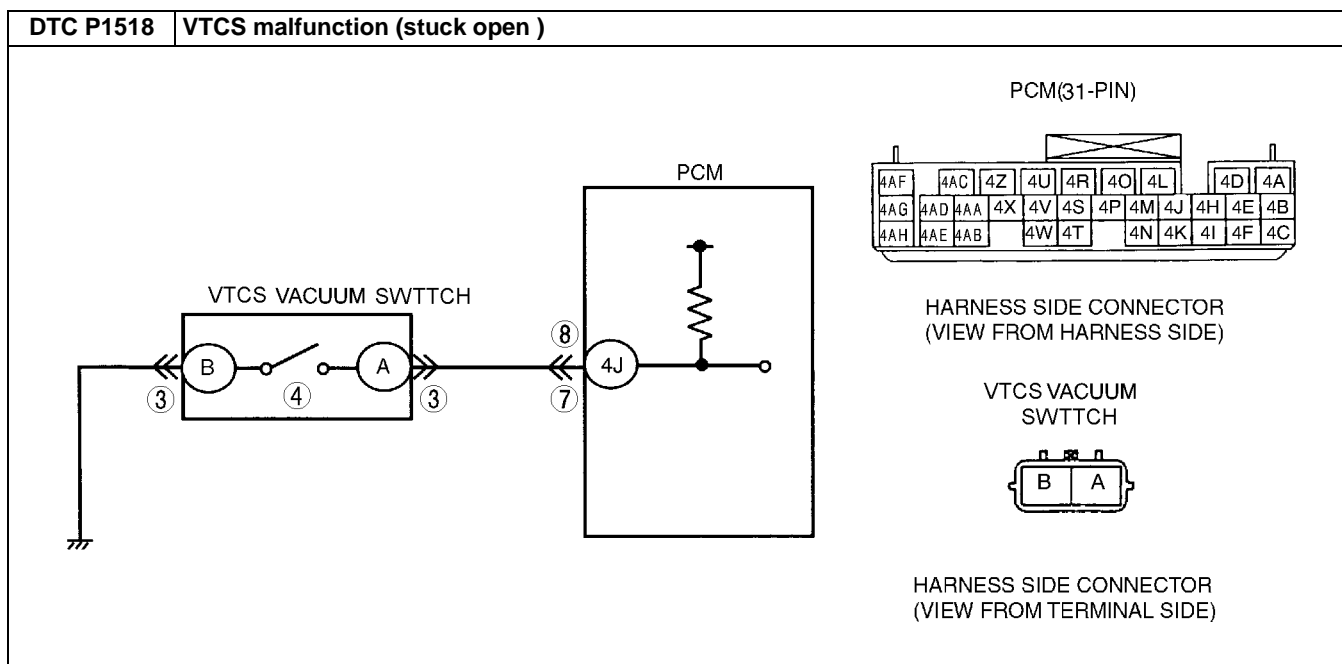 DTC P1518 VTCS malfunction (stuck open )
PCM(31-PIN)
4AF 4AC 4Z 4U 4R 4O 4L 4D 4A
4AG 4AD 4AA 4X 4V 4S 4P 4M 4J 4H 4E 4B
4AH 4AE 4AB 4W 4T 4N 4K 4I 4F 4C
HARNESS SIDE CONNECTOR
(VIEW FROM HARNESS SIDE)
PCM
VTCS VACUUM SWTTCH
B
A
4J
③
④
③
⑧
⑦
VTCS VACUUM
SWTTCH
B A
HARNESS SIDE CONNECTOR
(VIEW FROM TERMINAL SIDE)